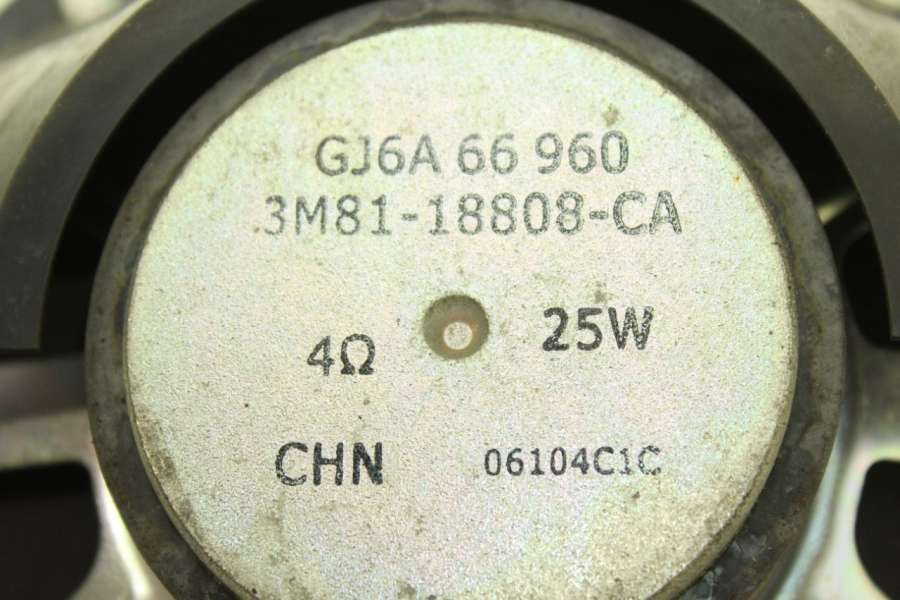 GJ6A 66 960
3M81-18808-CA
4Ω
25W
CHN
06104C1C